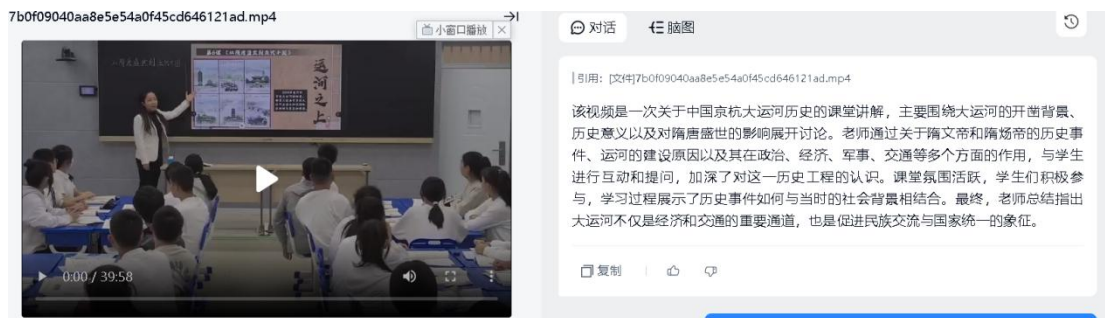 7b0f09040aa8e5e54a0f45cd646121ad.mp4
小窗口播放
运河之上
0:00 / 39:58
对话
脑图
引用: [文件]7b0f09040aa8e5e54a0f45cd646121ad.mp4
该视频是一次关于中国京杭大运河历史的课堂讲解，主要围绕大运河的开凿背景、
历史意义以及对隋唐盛世的影响展开讨论。老师通过关于隋文帝和隋炀帝的历史事
件、运河的建设原因以及其在政治、经济、军事、交通等多个方面的作用，与学生
进行互动和提问，加深了对这一历史工程的认识。课堂氛围活跃，学生们积极参
与，学习过程展示了历史事件如何与当时的社会背景相结合。最终，老师总结指出
大运河不仅是经济和交通的重要通道，也是促进民族交流与国家统一的象征。
复制